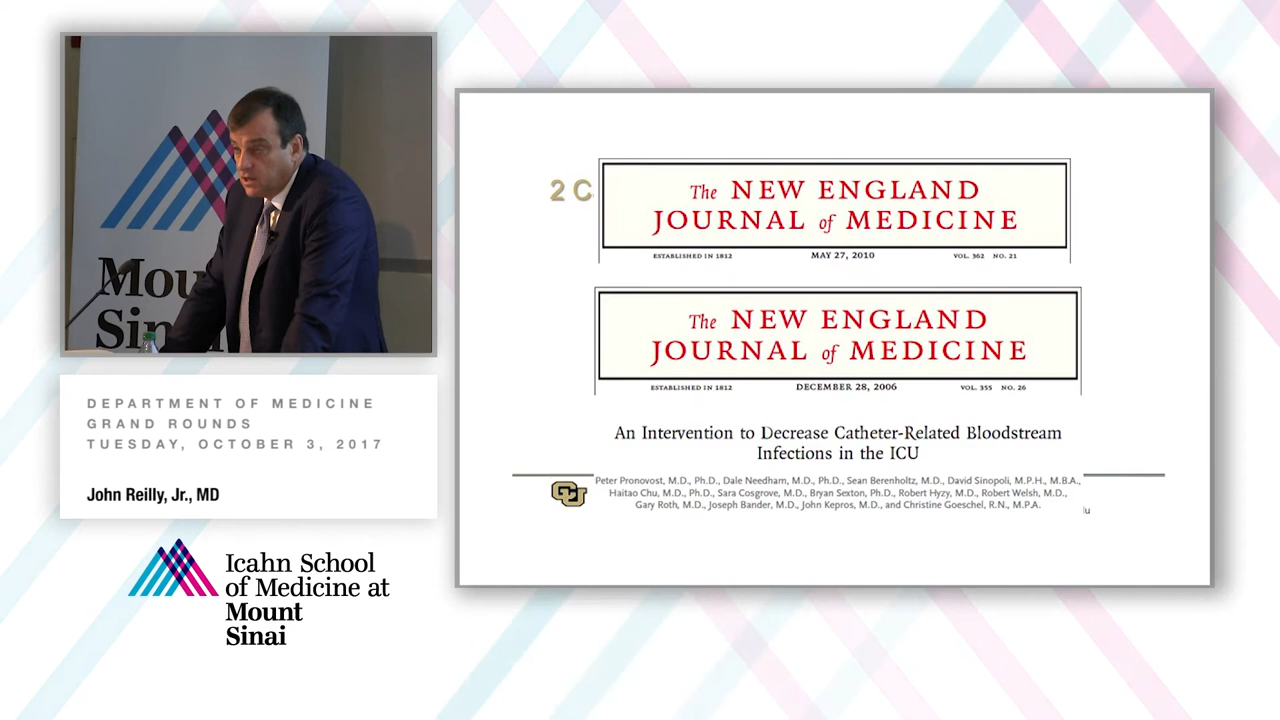 Mou
Sin
DEPARTMENT OF MEDICINE
GRAND ROUNDS
TUESDAY, OCTOBER 3, 2017
John Reilly, Jr., MD
Icahn School
of Medicine at
Mount
Sinai
2 C
The NEW ENGLAND
JOURNAL of MEDICINE
ESTABLISHED IN 1812 MAY 27, 2010 VOL. 362 NO. 21
The NEW ENGLAND
JOURNAL of MEDICINE
ESTABLISHED IN 1812 DECEMBER 28, 2006 VOL. 355 NO. 26
An Intervention to Decrease Catheter-Related Bloodstream
Infections in the ICU
Peter Pronovost, M.D., Ph.D., Dale Needham, M.D., Ph.D., Sean Berenholtz, M.D., David Sinopoli, M.P.H., M.B.A.,
Haitao Chu, M.D., Ph.D., Sara Cosgrove, M.D., Bryan Sexton, Ph.D., Robert Hyzy, M.D., Robert Welsh, M.D.,
Gary Roth, M.D., Joseph Bander, M.D., John Kepros, M.D., and Christine Goeschel, R.N., M.P.A.
CU